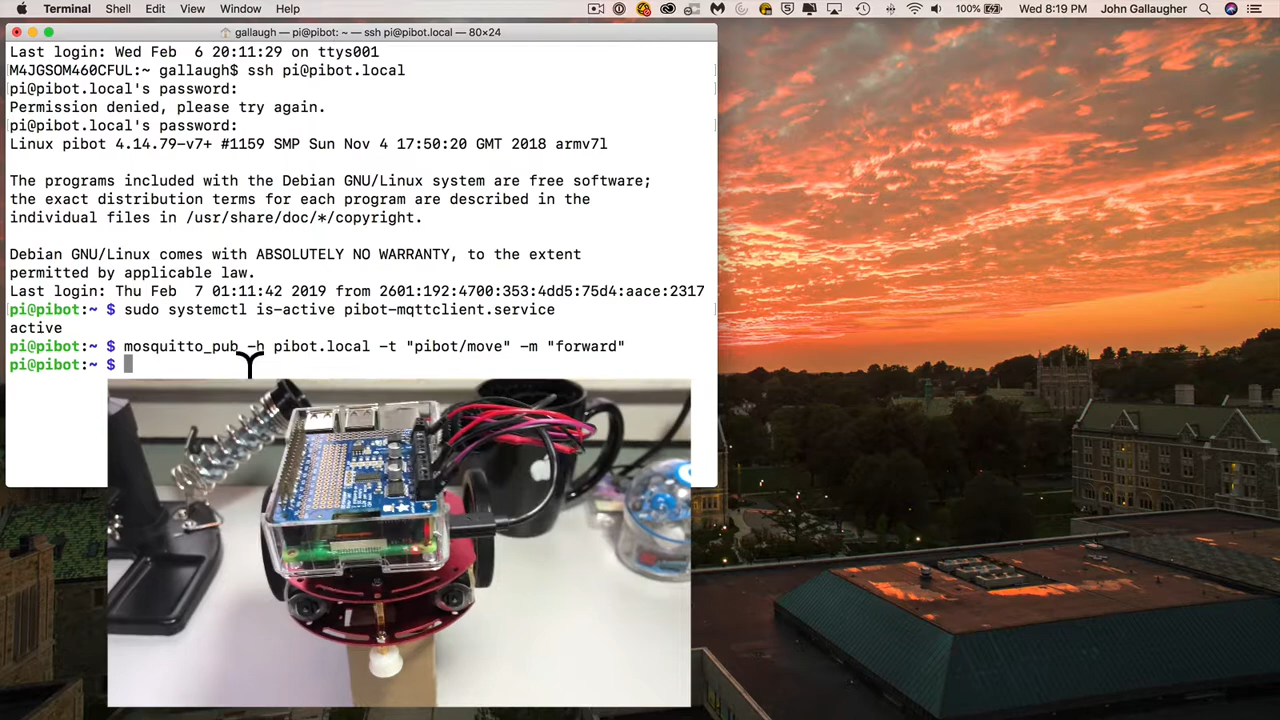 Terminal Shell Edit View Window Help 100% Wed 8:19 PM John Gallaugher
gallaugh — pi@pibot: ~ — ssh pi@pibot.local — 80×24
Last login: Wed Feb  6 20:11:29 on ttys001
M4JGSOM460CFUL:~ gallaugh$ ssh pi@pibot.local
pi@pibot.local's password:
Permission denied, please try again.
pi@pibot.local's password:
Linux pibot 4.14.79-v7+ #1159 SMP Sun Nov 4 17:50:20 GMT 2018 armv7l
The programs included with the Debian GNU/Linux system are free software;
the exact distribution terms for each program are described in the
individual files in /usr/share/doc/*/copyright.
Debian GNU/Linux comes with ABSOLUTELY NO WARRANTY, to the extent
permitted by applicable law.
Last login: Thu Feb  7 01:11:42 2019 from 2601:192:4700:353:4dd5:75d4:aace:2317
pi@pibot:~ $ sudo systemctl is-active pibot-mqttclient.service
active
pi@pibot:~ $ mosquitto_pub -h pibot.local -t "pibot/move" -m "forward"
pi@pibot:~ $